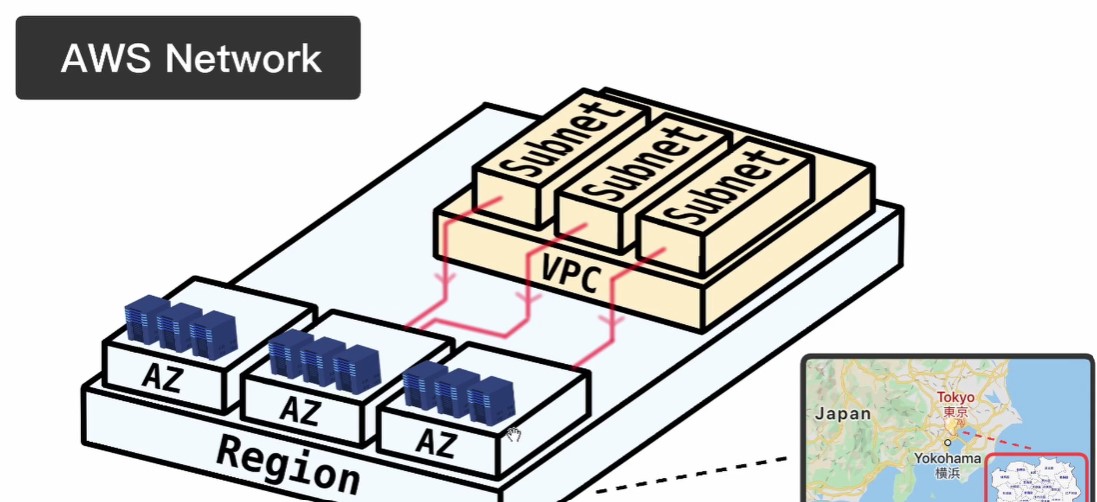 AWS Network
Subnet
Subnet
Subnet
VPC
AZ
AZ
AZ
Region
Japan
Tokyo
東京
Yokohama
横浜